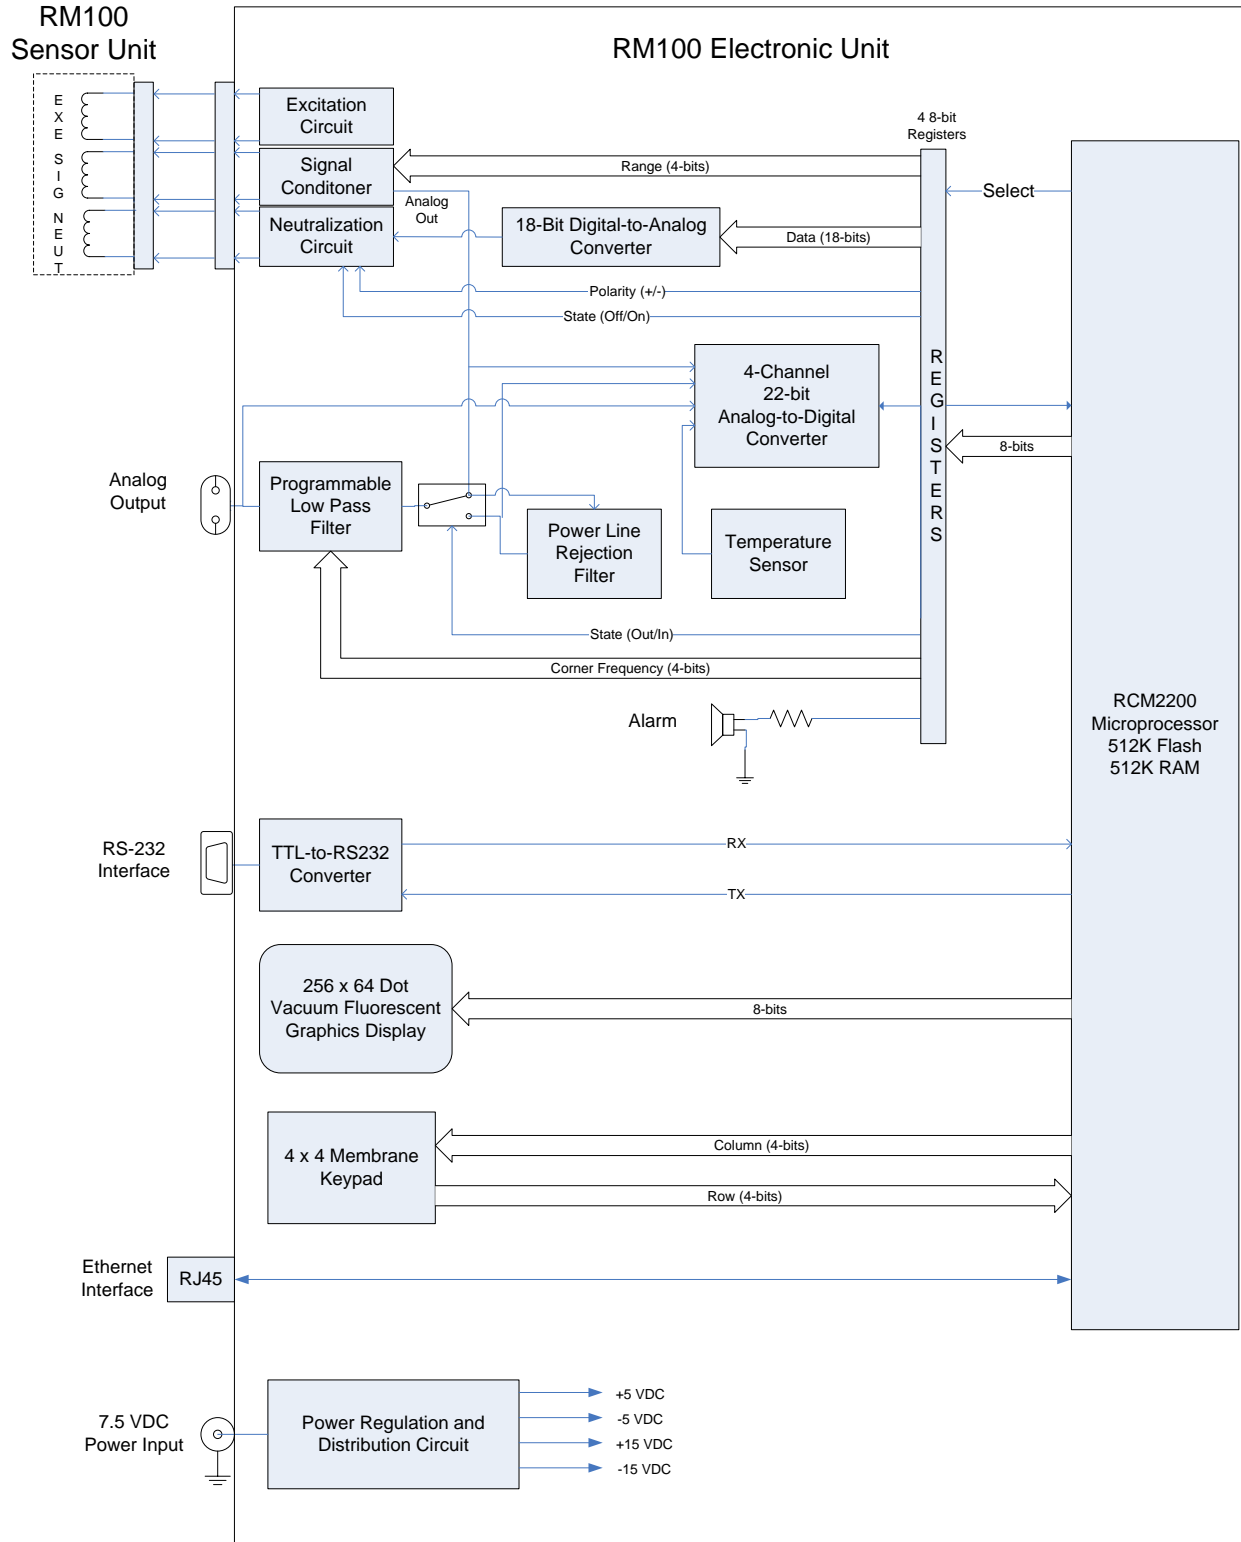 RM100
Sensor Unit
RM100 Electronic Unit
EXE
SIG
NEUT
Excitation
Circuit
Signal
Conditoner
Neutralization
Circuit
Analog
Out
18-Bit Digital-to-Analog
Converter
4 8-bit
Registers
Range (4-bits)
Select
Data (18-bits)
Polarity (+/-)
State (Off/On)
4-Channel
22-bit
Analog-to-Digital
Converter
REGISTERS
8-bits
Analog
Output
Programmable
Low Pass
Filter
Power Line
Rejection
Filter
Temperature
Sensor
State (Out/In)
Corner Frequency (4-bits)
Alarm
RCM2200
Microprocessor
512K Flash
512K RAM
RS-232
Interface
TTL-to-RS232
Converter
RX
TX
256 x 64 Dot
Vacuum Fluorescent
Graphics Display
8-bits
4 x 4 Membrane
Keypad
Column (4-bits)
Row (4-bits)
Ethernet
Interface
RJ45
7.5 VDC
Power Input
Power Regulation and
Distribution Circuit
+5 VDC
-5 VDC
+15 VDC
-15 VDC